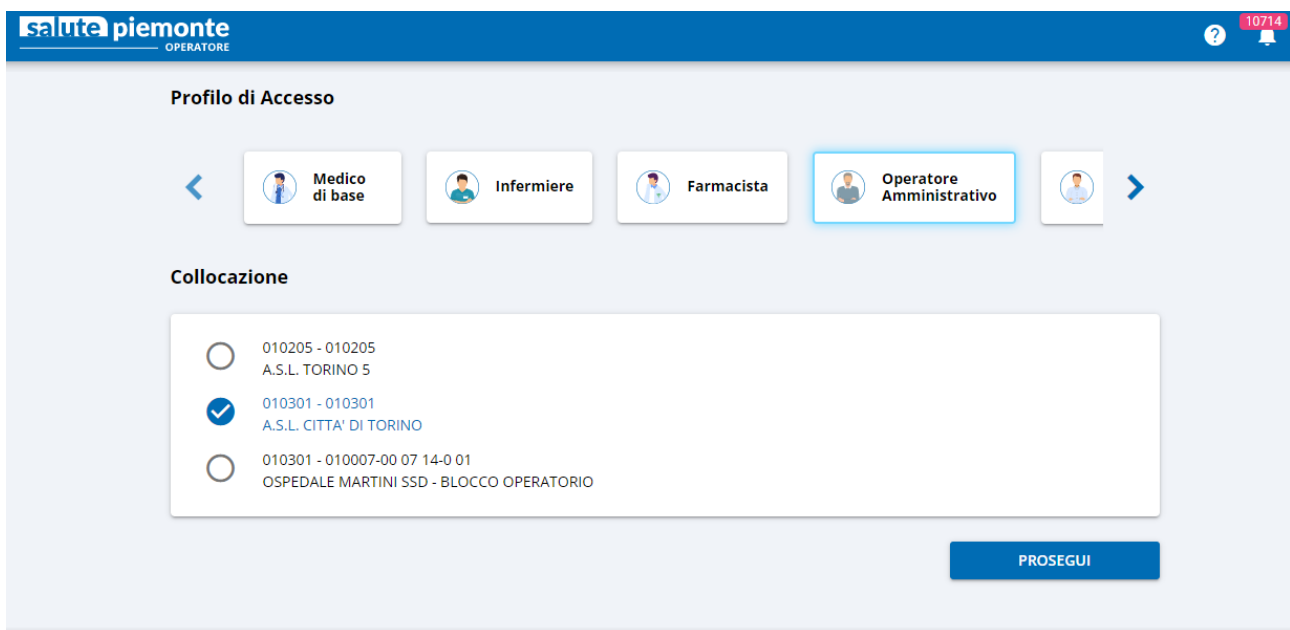 salute piemonte
OPERATORE
10714
Profilo di Accesso
Medico
di base
Infermiere
Farmacista
Operatore
Amministrativo
Collocazione
010205 - 010205
A.S.L. TORINO 5
010301 - 010301
A.S.L. CITTA' DI TORINO
010301 - 010007-00 07 14-0 01
OSPEDALE MARTINI SSD - BLOCCO OPERATORIO
PROSEGUI